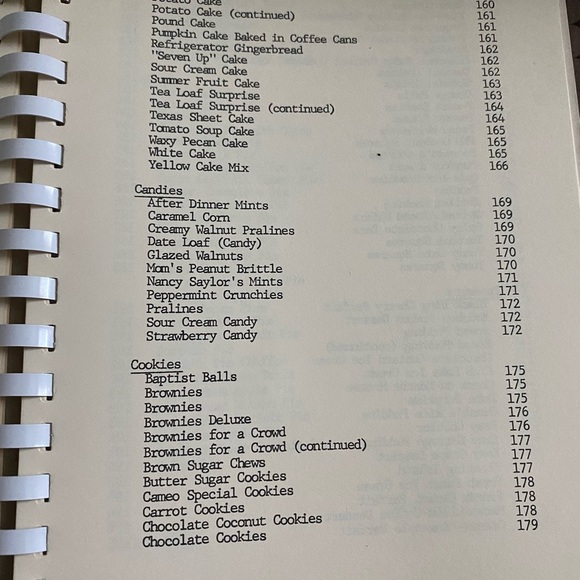 Potato Cake 160
Potato Cake (continued) 161
Pound Cake 161
Pumpkin Cake Baked in Coffee Cans 161
Refrigerator Gingerbread 162
"Seven Up" Cake 162
Sour Cream Cake 162
Summer Fruit Cake 163
Tea Loaf Surprise 163
Tea Loaf Surprise (continued) 164
Texas Sheet Cake 164
Tomato Soup Cake 165
Waxy Pecan Cake 165
White Cake 165
Yellow Cake Mix 166
Candies
After Dinner Mints 169
Caramel Corn 169
Creamy Walnut Pralines 169
Date Loaf (Candy) 170
Glazed Walnuts 170
Mom's Peanut Brittle 170
Nancy Saylor's Mints 171
Peppermint Crunchies 171
Pralines 172
Sour Cream Candy 172
Strawberry Candy 172
Cookies
Baptist Balls 175
Brownies 175
Brownies 175
Brownies Deluxe 176
Brownies for a Crowd 176
Brownies for a Crowd (continued) 177
Brown Sugar Chews 177
Butter Sugar Cookies 177
Cameo Special Cookies 178
Carrot Cookies 178
Chocolate Coconut Cookies 178
Chocolate Cookies 179